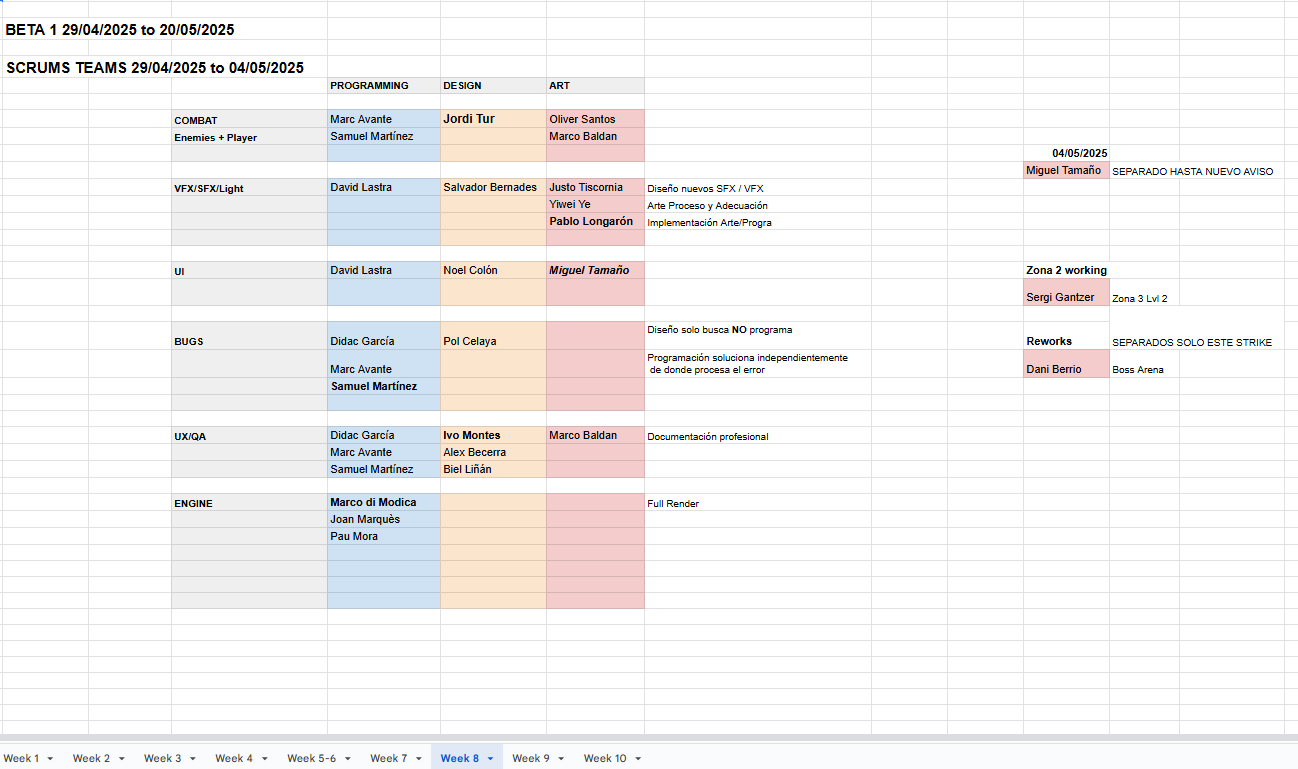 BETA 1 29/04/2025 to 20/05/2025
SCRUMS TEAMS 29/04/2025 to 04/05/2025
PROGRAMMING DESIGN ART
COMBAT Marc Avante Jordi Tur Oliver Santos
Enemies + Player Samuel Martínez Marco Baldan
04/05/2025
Miguel Tamaño SEPARADO HASTA NUEVO AVISO
VFX/SFX/Light David Lastra Salvador Bernades Justo Tiscornia Diseño nuevos SFX / VFX
Yiwei Ye Arte Proceso y Adecuación
Pablo Longarón Implementación Arte/Progra
UI David Lastra Noel Colón Miguel Tamaño Zona 2 working
Sergi Gantzer Zona 3 Lvl 2
Diseño solo busca NO programa
BUGS Didac García Pol Celaya Reworks SEPARADOS SOLO ESTE STRIKE
Programación soluciona independientemente
Marc Avante de donde procesa el error Dani Berrio Boss Arena
Samuel Martínez
UX/QA Didac García Ivo Montes Marco Baldan Documentación profesional
Marc Avante Alex Becerra
Samuel Martínez Biel Liñán
ENGINE Marco di Modica Full Render
Joan Marquès
Pau Mora
Week 1 Week 2 Week 3 Week 4 Week 5-6 Week 7 Week 8 Week 9 Week 10